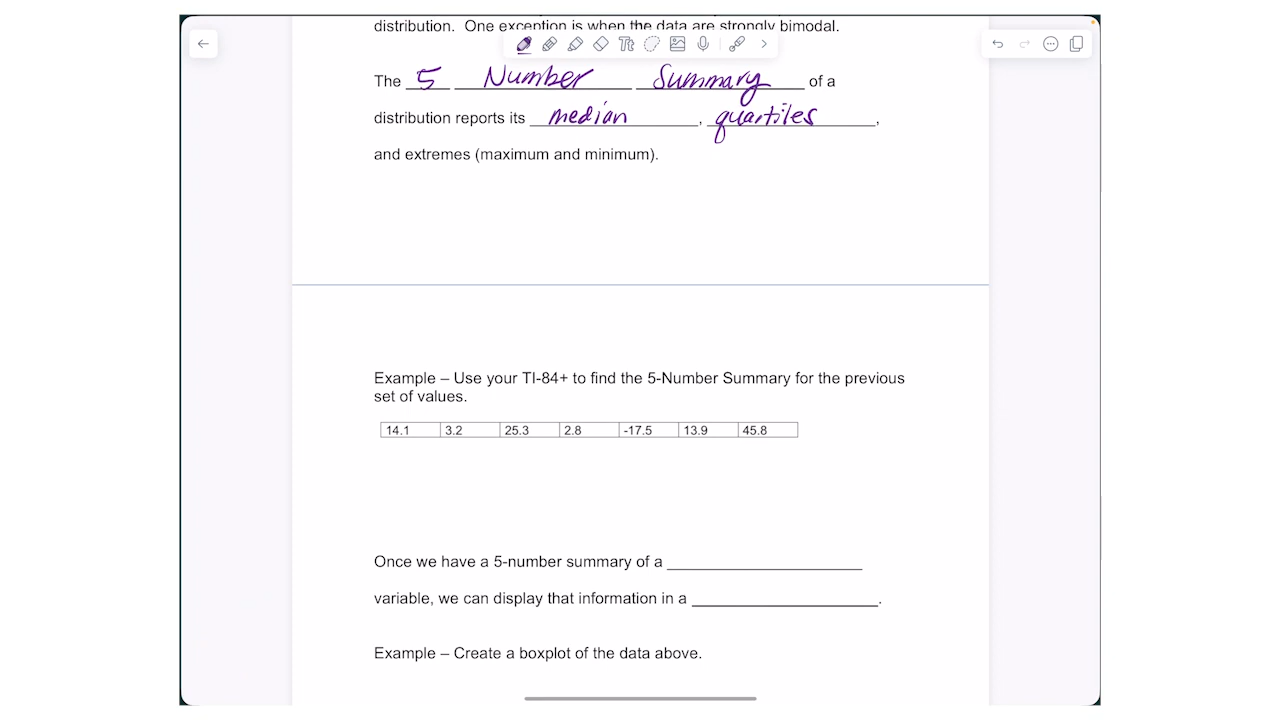 distribution. One exception is when the data are strongly bimodal.
The 5 Number Summary of a
distribution reports its median, quartiles,
and extremes (maximum and minimum).
Example – Use your TI-84+ to find the 5-Number Summary for the previous
set of values.
14.1 3.2 25.3 2.8 -17.5 13.9 45.8
Once we have a 5-number summary of a ____________________
variable, we can display that information in a ____________________.
Example – Create a boxplot of the data above.